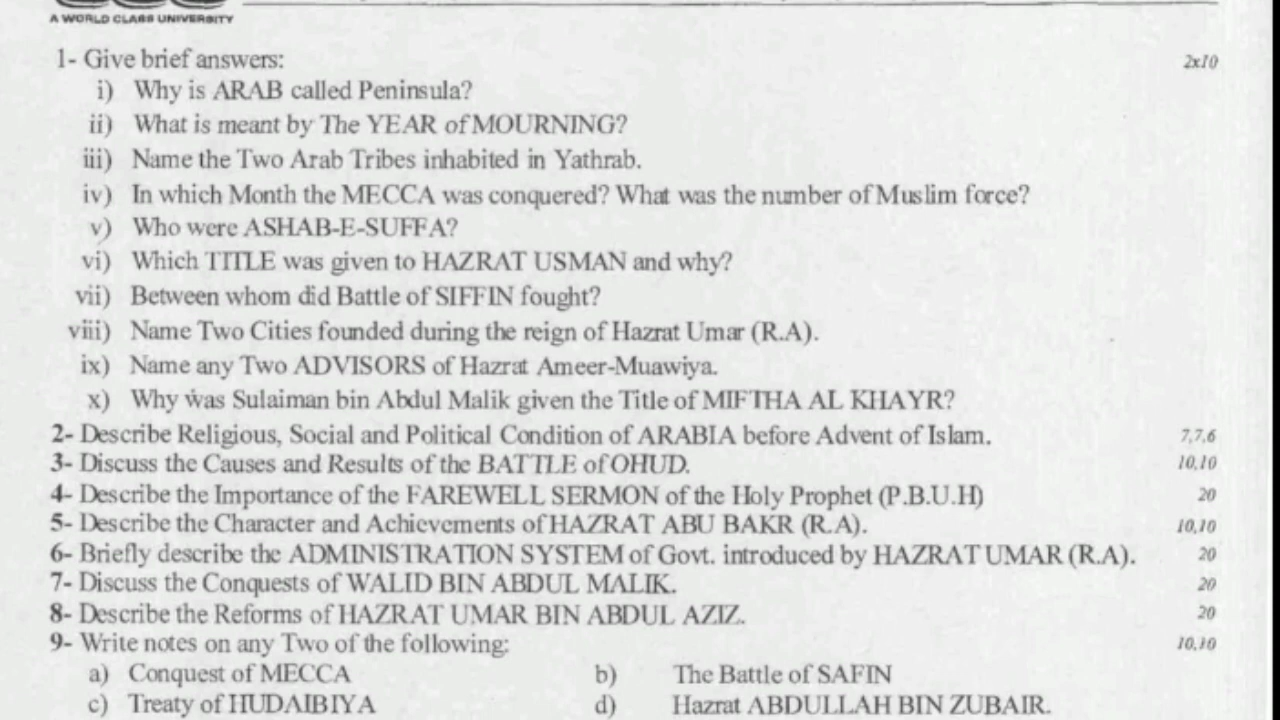 A WORLD CLASS UNIVERSITY
1- Give brief answers: 2x10
i) Why is ARAB called Peninsula?
ii) What is meant by The YEAR of MOURNING?
iii) Name the Two Arab Tribes inhabited in Yathrab.
iv) In which Month the MECCA was conquered? What was the number of Muslim force?
v) Who were ASHAB-E-SUFFA?
vi) Which TITLE was given to HAZRAT USMAN and why?
vii) Between whom did Battle of SIFFIN fought?
viii) Name Two Cities founded during the reign of Hazrat Umar (R.A).
ix) Name any Two ADVISORS of Hazrat Ameer-Muawiya.
x) Why was Sulaiman bin Abdul Malik given the Title of MIFTHA AL KHAYR?
2- Describe Religious, Social and Political Condition of ARABIA before Advent of Islam. 7,7,6
3- Discuss the Causes and Results of the BATTLE of OHUD. 10,10
4- Describe the Importance of the FAREWELL SERMON of the Holy Prophet (P.B.U.H) 20
5- Describe the Character and Achievements of HAZRAT ABU BAKR (R.A). 10,10
6- Briefly describe the ADMINISTRATION SYSTEM of Govt. introduced by HAZRAT UMAR (R.A). 20
7- Discuss the Conquests of WALID BIN ABDUL MALIK. 20
8- Describe the Reforms of HAZRAT UMAR BIN ABDUL AZIZ. 20
9- Write notes on any Two of the following: 10,10
a) Conquest of MECCA b) The Battle of SAFIN
c) Treaty of HUDAIBIYA d) Hazrat ABDULLAH BIN ZUBAIR.